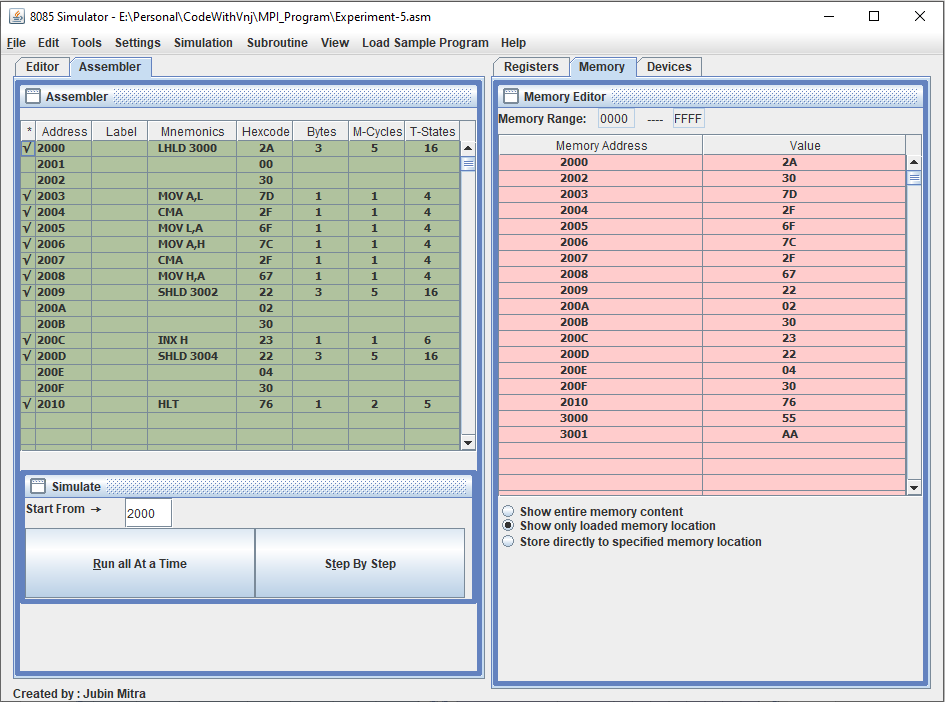 8085 Simulator - E:\Personal\CodeWithVnj\MPI_Program\Experiment-5.asm
File Edit Tools Settings Simulation Subroutine View Load Sample Program Help
Editor Assembler
Assembler
* Address Label Mnemonics Hexcode Bytes M-Cycles T-States
√ 2000 LHLD 3000 2A 3 5 16
2001 00
2002 30
√ 2003 MOV A,L 7D 1 1 4
√ 2004 CMA 2F 1 1 4
√ 2005 MOV L,A 6F 1 1 4
√ 2006 MOV A,H 7C 1 1 4
√ 2007 CMA 2F 1 1 4
√ 2008 MOV H,A 67 1 1 4
√ 2009 SHLD 3002 22 3 5 16
200A 02
200B 30
√ 200C INX H 23 1 1 6
√ 200D SHLD 3004 22 3 5 16
200E 04
200F 30
√ 2010 HLT 76 1 2 5
Simulate
Start From → 2000
Run all At a Time Step By Step
Created by : Jubin Mitra
Registers Memory Devices
Memory Editor
Memory Range: 0000 ---- FFFF
Memory Address Value
2000 2A
2002 30
2003 7D
2004 2F
2005 6F
2006 7C
2007 2F
2008 67
2009 22
200A 02
200B 30
200C 23
200D 22
200E 04
200F 30
2010 76
3000 55
3001 AA
Show entire memory content
Show only loaded memory location
Store directly to specified memory location